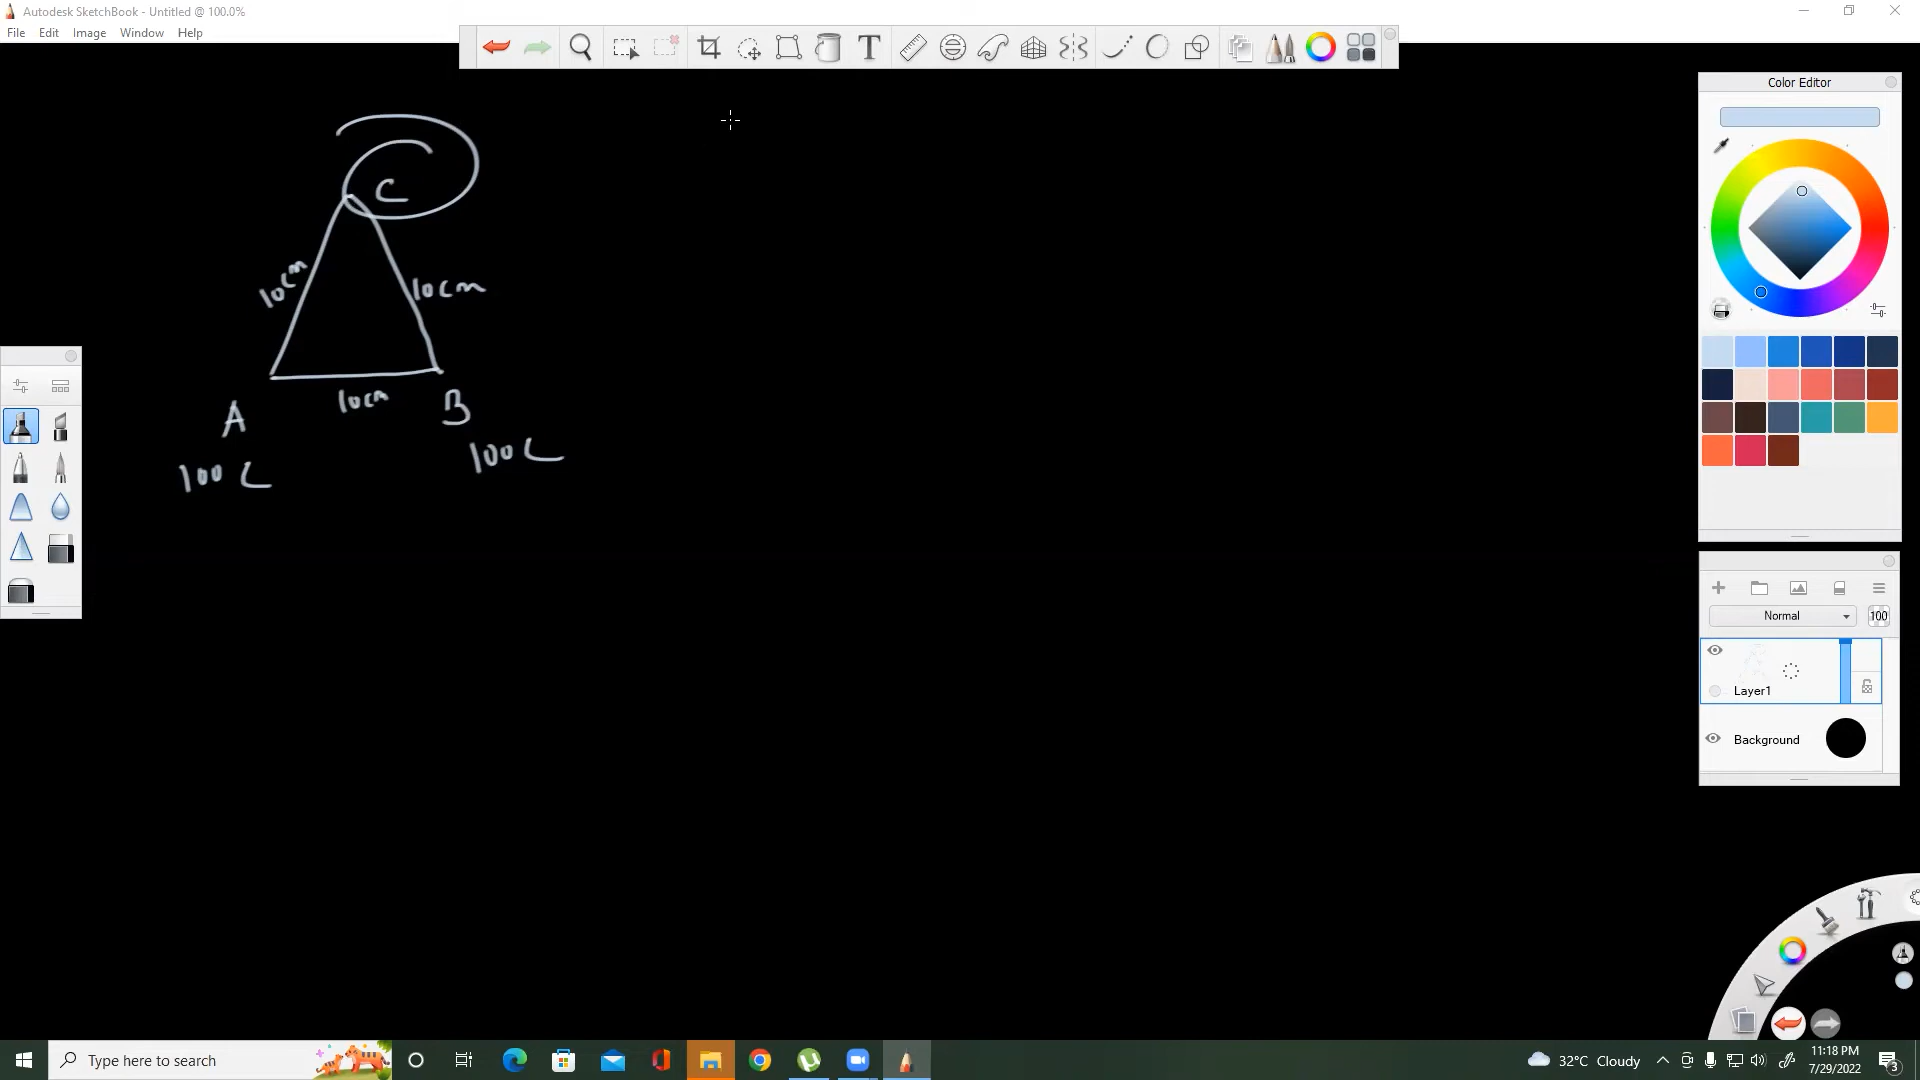 Autodesk SketchBook - Untitled @ 100.0%
File Edit Image Window Help
T
Color Editor
C
10cm
10cm
10cm
A
B
100 C
100 C
Normal
100
Layer1
Background
Type here to search
32°C Cloudy
11:18 PM
7/29/2022
3